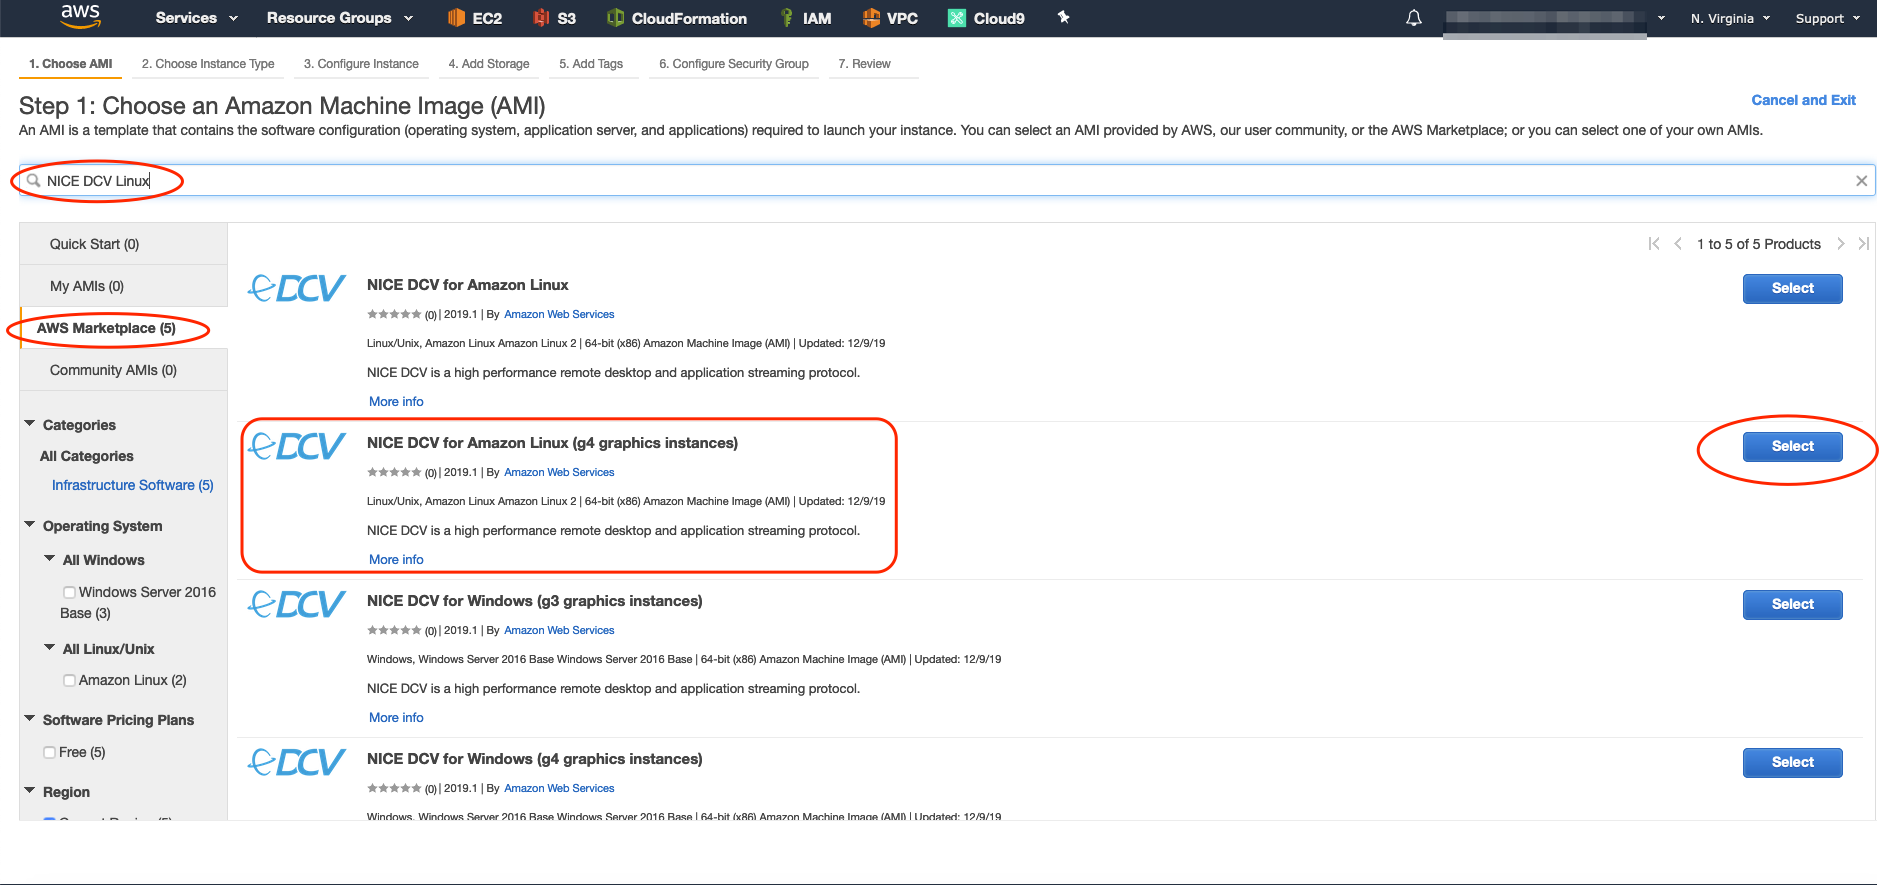 aws Services Resource Groups EC2 S3 CloudFormation IAM VPC Cloud9 N. Virginia Support
1. Choose AMI 2. Choose Instance Type 3. Configure Instance 4. Add Storage 5. Add Tags 6. Configure Security Group 7. Review
Step 1: Choose an Amazon Machine Image (AMI)
Cancel and Exit
An AMI is a template that contains the software configuration (operating system, application server, and applications) required to launch your instance. You can select an AMI provided by AWS, our user community, or the AWS Marketplace; or you can select one of your own AMIs.
NICE DCV Linux
Quick Start (0)
My AMIs (0)
AWS Marketplace (5)
Community AMIs (0)
Categories
All Categories
Infrastructure Software (5)
Operating System
All Windows
Windows Server 2016
Base (3)
All Linux/Unix
Amazon Linux (2)
Software Pricing Plans
Free (5)
Region
1 to 5 of 5 Products
DCV
NICE DCV for Amazon Linux
Select
(0) | 2019.1 | By Amazon Web Services
Linux/Unix, Amazon Linux Amazon Linux 2 | 64-bit (x86) Amazon Machine Image (AMI) | Updated: 12/9/19
NICE DCV is a high performance remote desktop and application streaming protocol.
More info
DCV
NICE DCV for Amazon Linux (g4 graphics instances)
Select
(0) | 2019.1 | By Amazon Web Services
Linux/Unix, Amazon Linux Amazon Linux 2 | 64-bit (x86) Amazon Machine Image (AMI) | Updated: 12/9/19
NICE DCV is a high performance remote desktop and application streaming protocol.
More info
DCV
NICE DCV for Windows (g3 graphics instances)
Select
(0) | 2019.1 | By Amazon Web Services
Windows, Windows Server 2016 Base Windows Server 2016 Base | 64-bit (x86) Amazon Machine Image (AMI) | Updated: 12/9/19
NICE DCV is a high performance remote desktop and application streaming protocol.
More info
DCV
NICE DCV for Windows (g4 graphics instances)
Select
(0) | 2019.1 | By Amazon Web Services
Windows, Windows Server 2016 Base Windows Server 2016 Base | 64-bit (x86) Amazon Machine Image (AMI) | Updated: 12/9/19